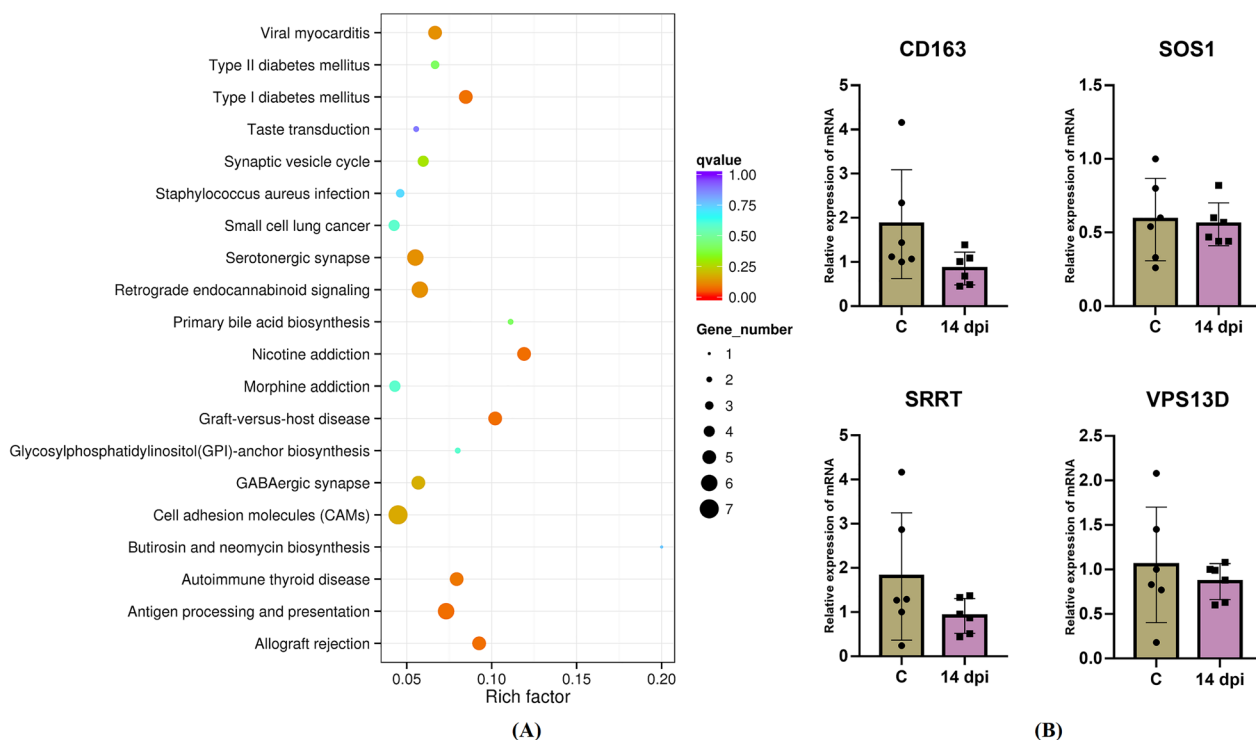 Viral myocarditis
Type II diabetes mellitus
Type I diabetes mellitus
Taste transduction
Synaptic vesicle cycle
Staphylococcus aureus infection
Small cell lung cancer
Serotonergic synapse
Retrograde endocannabinoid signaling
Primary bile acid biosynthesis
Nicotine addiction
Morphine addiction
Graft-versus-host disease
Glycosylphosphatidylinositol(GPI)-anchor biosynthesis
GABAergic synapse
Cell adhesion molecules (CAMs)
Butirosin and neomycin biosynthesis
Autoimmune thyroid disease
Antigen processing and presentation
Allograft rejection
0.05 0.10 0.15 0.20
Rich factor
qvalue
1.00
0.75
0.50
0.25
0.00
Gene_number
1
2
3
4
5
6
7
(A)
CD163
Relative expression of mRNA
5
4
3
2
1
0
C 14 dpi
SOS1
Relative expression of mRNA
1.5
1.0
0.5
0.0
C 14 dpi
SRRT
Relative expression of mRNA
5
4
3
2
1
0
C 14 dpi
VPS13D
Relative expression of mRNA
2.5
2.0
1.5
1.0
0.5
0.0
C 14 dpi
(B)